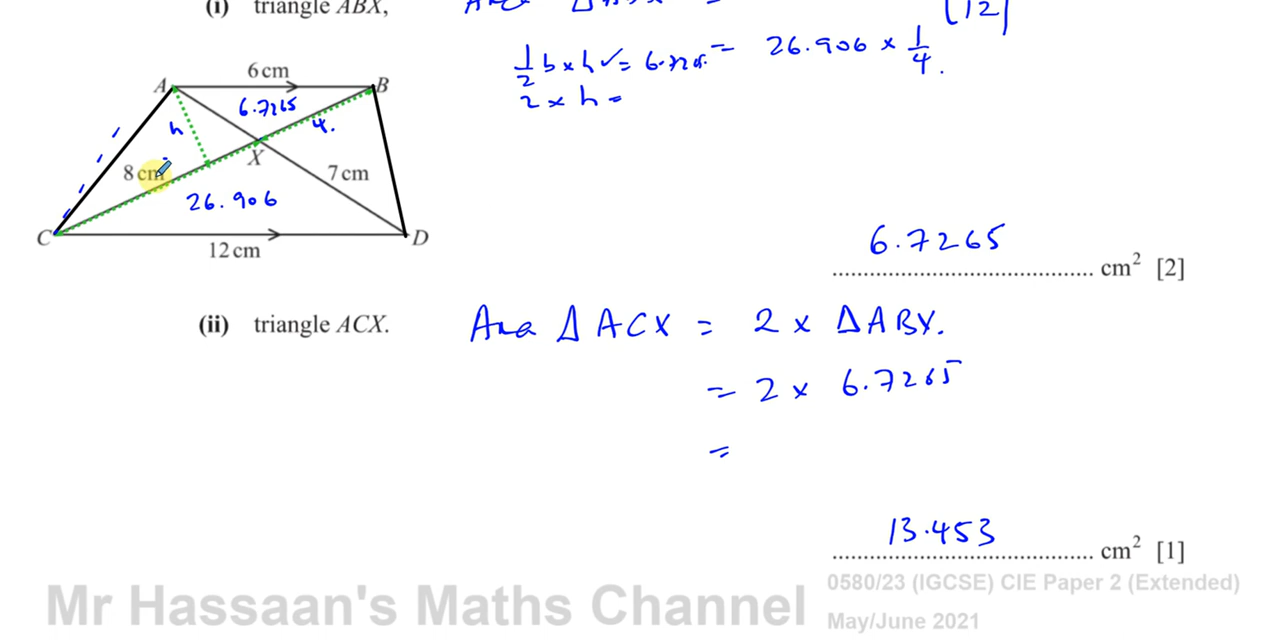 (i) triangle ABX,
[12]
½ b × h ✓ = 6.725. = 26.906 × 1/4.
2 × h =
6 cm
A
B
6.7265
h
4.
X
8 cm
7 cm
26.906
C
D
12 cm
6.7265
cm² [2]
(ii) triangle ACX.
Area Δ ACX = 2 × ΔABX.
= 2 × 6.7265
=
13.453
cm² [1]
Mr Hassaan's Maths Channel
0580/23 (IGCSE) CIE Paper 2 (Extended)
May/June 2021